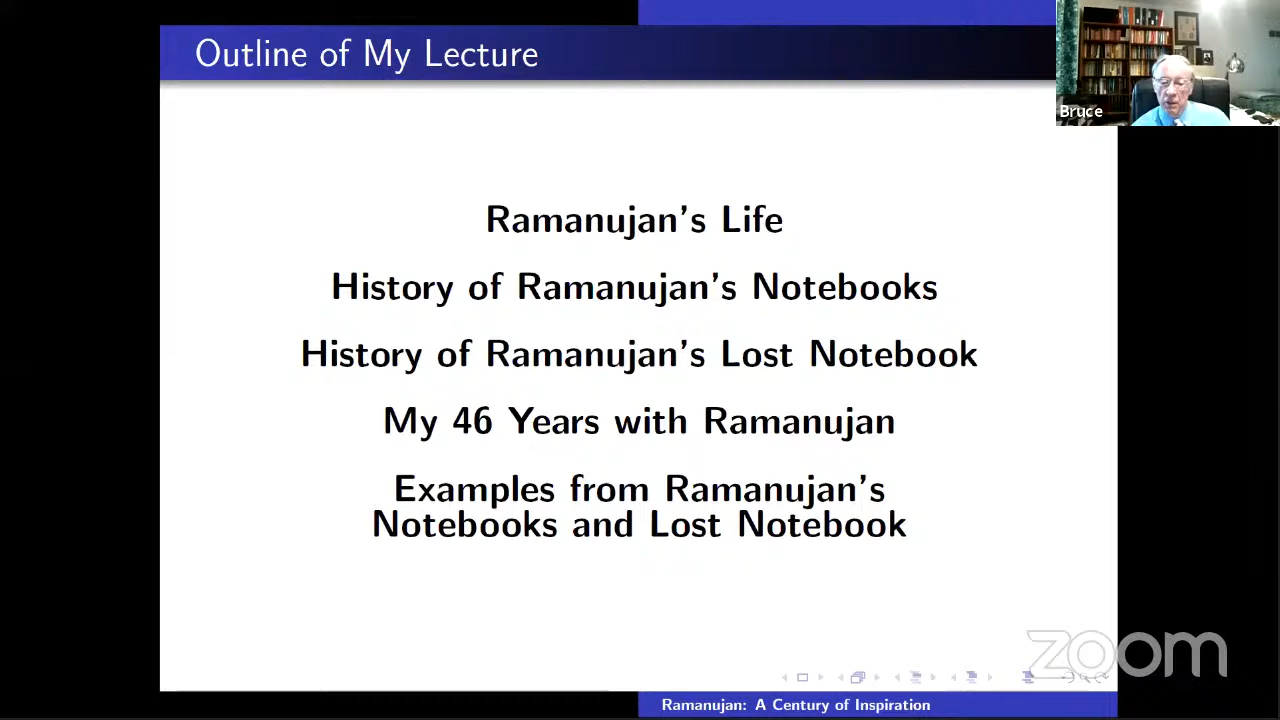 Outline of My Lecture
Bruce
Ramanujan's Life
History of Ramanujan's Notebooks
History of Ramanujan's Lost Notebook
My 46 Years with Ramanujan
Examples from Ramanujan's
Notebooks and Lost Notebook
zoom
Ramanujan: A Century of Inspiration